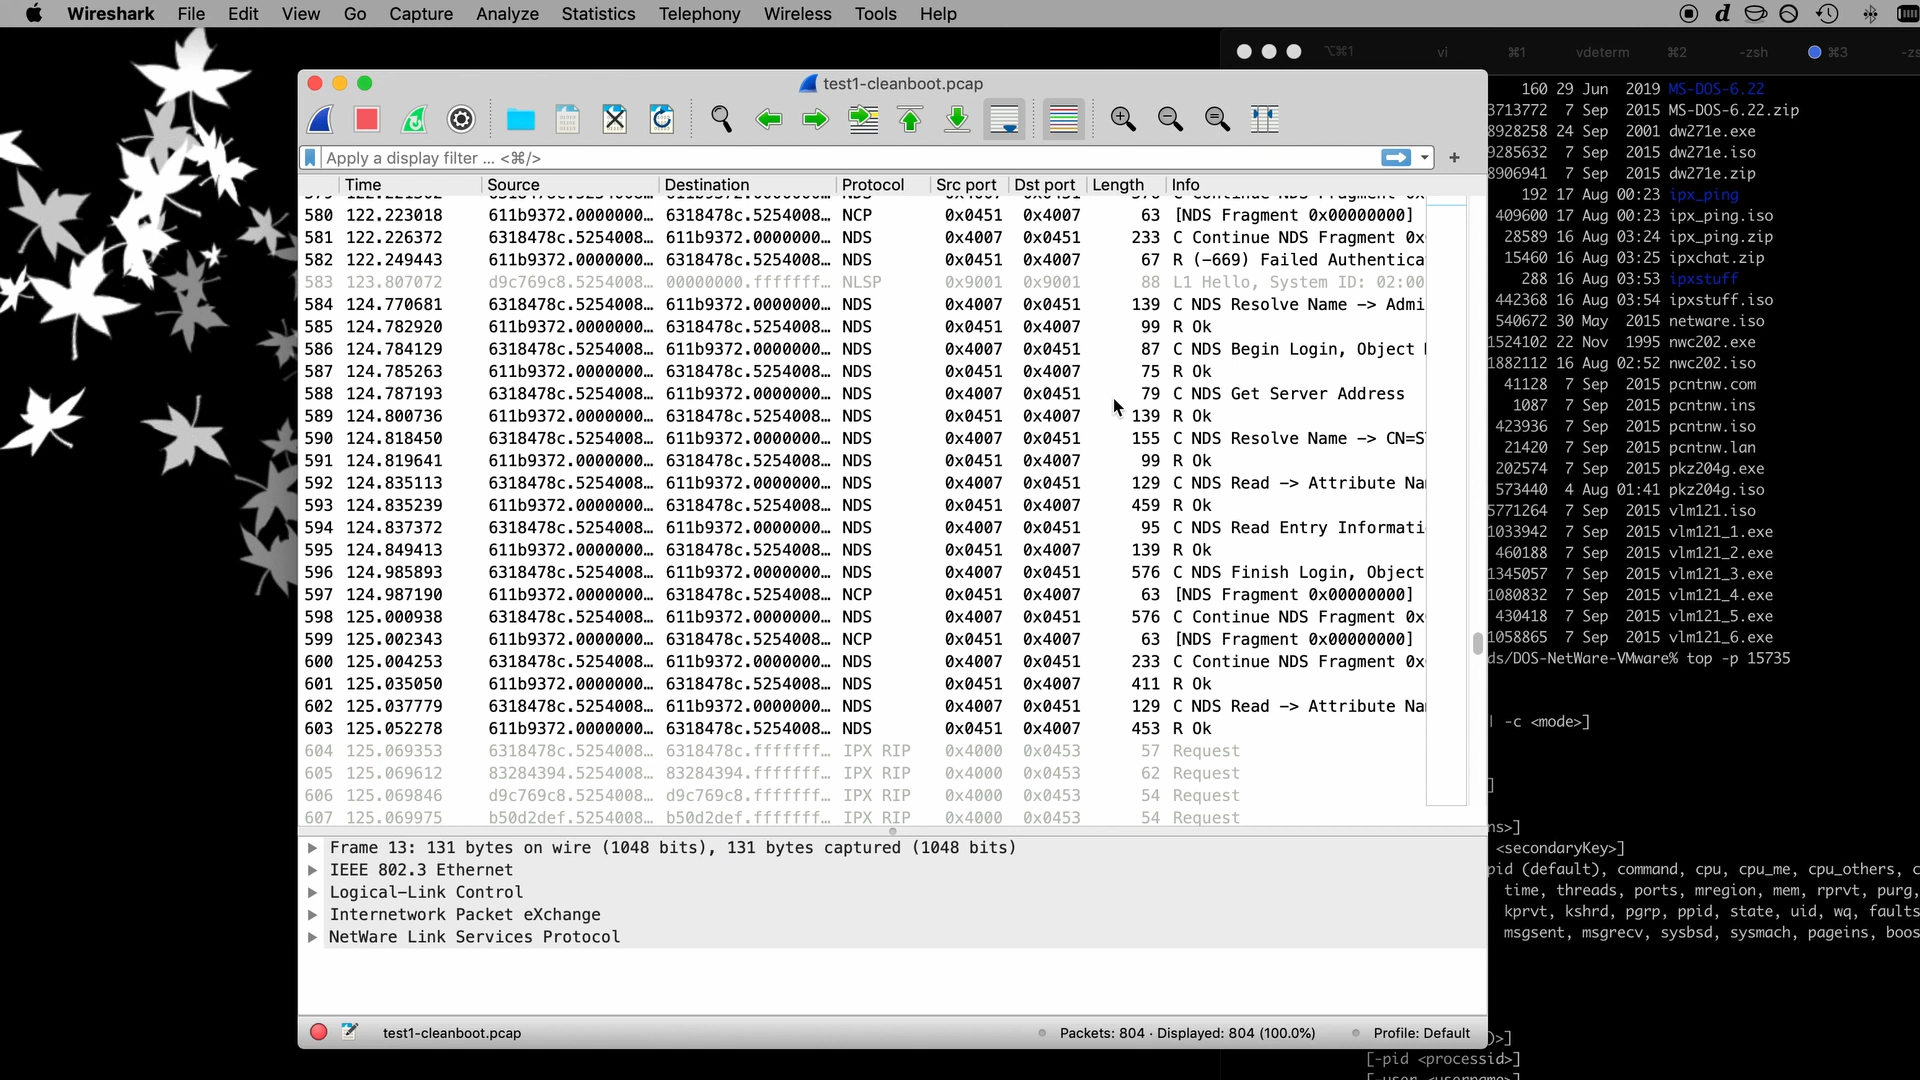 Wireshark File Edit View Go Capture Analyze Statistics Telephony Wireless Tools Help
⌥⌘1 vi ⌘1 vdeterm ⌘2 -zsh ⌘3
test1-cleanboot.pcap
Apply a display filter ... <⌘/>
Time Source Destination Protocol Src port Dst port Length Info
580 122.223018 611b9372.0000000… 6318478c.5254008… NCP 0x0451 0x4007 63 [NDS Fragment 0x00000000]
581 122.226372 6318478c.5254008… 611b9372.0000000… NDS 0x4007 0x0451 233 C Continue NDS Fragment 0x
582 122.249443 611b9372.0000000… 6318478c.5254008… NDS 0x0451 0x4007 67 R (-669) Failed Authentica
583 123.807072 d9c769c8.5254008… 00000000.fffffff… NLSP 0x9001 0x9001 88 L1 Hello, System ID: 02:00
584 124.770681 6318478c.5254008… 611b9372.0000000… NDS 0x4007 0x0451 139 C NDS Resolve Name -> Admi
585 124.782920 611b9372.0000000… 6318478c.5254008… NDS 0x0451 0x4007 99 R Ok
586 124.784129 6318478c.5254008… 611b9372.0000000… NDS 0x4007 0x0451 87 C NDS Begin Login, Object
587 124.785263 611b9372.0000000… 6318478c.5254008… NDS 0x0451 0x4007 75 R Ok
588 124.787193 6318478c.5254008… 611b9372.0000000… NDS 0x4007 0x0451 79 C NDS Get Server Address
589 124.800736 611b9372.0000000… 6318478c.5254008… NDS 0x0451 0x4007 139 R Ok
590 124.818450 6318478c.5254008… 611b9372.0000000… NDS 0x4007 0x0451 155 C NDS Resolve Name -> CN=S
591 124.819641 611b9372.0000000… 6318478c.5254008… NDS 0x0451 0x4007 99 R Ok
592 124.835113 6318478c.5254008… 611b9372.0000000… NDS 0x4007 0x0451 129 C NDS Read -> Attribute Na
593 124.835239 611b9372.0000000… 6318478c.5254008… NDS 0x0451 0x4007 459 R Ok
594 124.837372 6318478c.5254008… 611b9372.0000000… NDS 0x4007 0x0451 95 C NDS Read Entry Informati
595 124.849413 611b9372.0000000… 6318478c.5254008… NDS 0x0451 0x4007 139 R Ok
596 124.985893 6318478c.5254008… 611b9372.0000000… NDS 0x4007 0x0451 576 C NDS Finish Login, Object
597 124.987190 611b9372.0000000… 6318478c.5254008… NCP 0x0451 0x4007 63 [NDS Fragment 0x00000000]
598 125.000938 6318478c.5254008… 611b9372.0000000… NDS 0x4007 0x0451 576 C Continue NDS Fragment 0x
599 125.002343 611b9372.0000000… 6318478c.5254008… NCP 0x0451 0x4007 63 [NDS Fragment 0x00000000]
600 125.004253 6318478c.5254008… 611b9372.0000000… NDS 0x4007 0x0451 233 C Continue NDS Fragment 0x
601 125.035050 611b9372.0000000… 6318478c.5254008… NDS 0x0451 0x4007 411 R Ok
602 125.037779 6318478c.5254008… 611b9372.0000000… NDS 0x4007 0x0451 129 C NDS Read -> Attribute Na
603 125.052278 611b9372.0000000… 6318478c.5254008… NDS 0x0451 0x4007 453 R Ok
604 125.069353 6318478c.5254008… 6318478c.fffffff… IPX RIP 0x4000 0x0453 57 Request
605 125.069612 83284394.5254008… 83284394.fffffff… IPX RIP 0x4000 0x0453 62 Request
606 125.069846 d9c769c8.5254008… d9c769c8.fffffff… IPX RIP 0x4000 0x0453 54 Request
607 125.069975 b50d2def.5254008… b50d2def.fffffff… IPX RIP 0x4000 0x0453 54 Request
Frame 13: 131 bytes on wire (1048 bits), 131 bytes captured (1048 bits)
IEEE 802.3 Ethernet
Logical-Link Control
Internetwork Packet eXchange
NetWare Link Services Protocol
test1-cleanboot.pcap Packets: 804 · Displayed: 804 (100.0%) Profile: Default
160 29 Jun 2019 MS-DOS-6.22
3713772 7 Sep 2015 MS-DOS-6.22.zip
8928258 24 Sep 2001 dw271e.exe
9285632 7 Sep 2015 dw271e.iso
8906941 7 Sep 2015 dw271e.zip
192 17 Aug 00:23 ipx_ping
409600 17 Aug 00:23 ipx_ping.iso
28589 16 Aug 03:24 ipx_ping.zip
15460 16 Aug 03:25 ipxchat.zip
288 16 Aug 03:53 ipxstuff
442368 16 Aug 03:54 ipxstuff.iso
540672 30 May 2015 netware.iso
1524102 22 Nov 1995 nwc202.exe
1882112 16 Aug 02:52 nwc202.iso
41128 7 Sep 2015 pcntnw.com
1087 7 Sep 2015 pcntnw.ins
423936 7 Sep 2015 pcntnw.iso
21420 7 Sep 2015 pcntnw.lan
202574 7 Sep 2015 pkz204g.exe
573440 4 Aug 01:41 pkz204g.iso
5771264 7 Sep 2015 vlm121.iso
1033942 7 Sep 2015 vlm121_1.exe
460188 7 Sep 2015 vlm121_2.exe
1345057 7 Sep 2015 vlm121_3.exe
1080832 7 Sep 2015 vlm121_4.exe
430418 7 Sep 2015 vlm121_5.exe
1058865 7 Sep 2015 vlm121_6.exe
ds/DOS-NetWare-VMware% top -p 15735
| -c <mode>]
]
ns>]
<secondaryKey>]
pid (default), command, cpu, cpu_me, cpu_others, c
time, threads, ports, mregion, mem, rprvt, purg,
kprvt, kshrd, pgrp, ppid, state, uid, wq, faults
msgsent, msgrecv, sysbsd, sysmach, pageins, boos
)>]
[-pid <processid>]
[-user <username>]